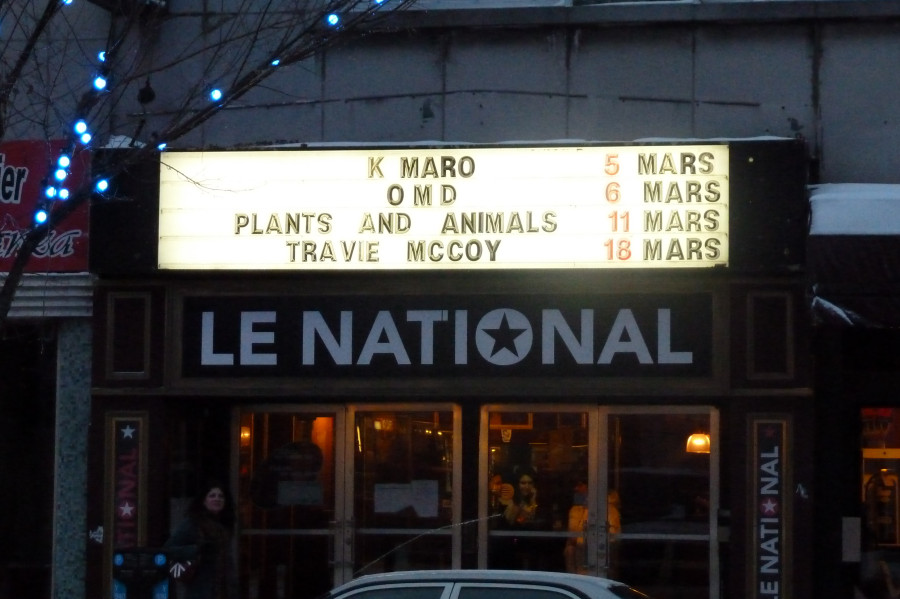 K MARO 5 MARS
OMD 6 MARS
PLANTS AND ANIMALS 11 MARS
TRAVIE MCCOY 18 MARS
LE NATIONAL
LE NATIONAL